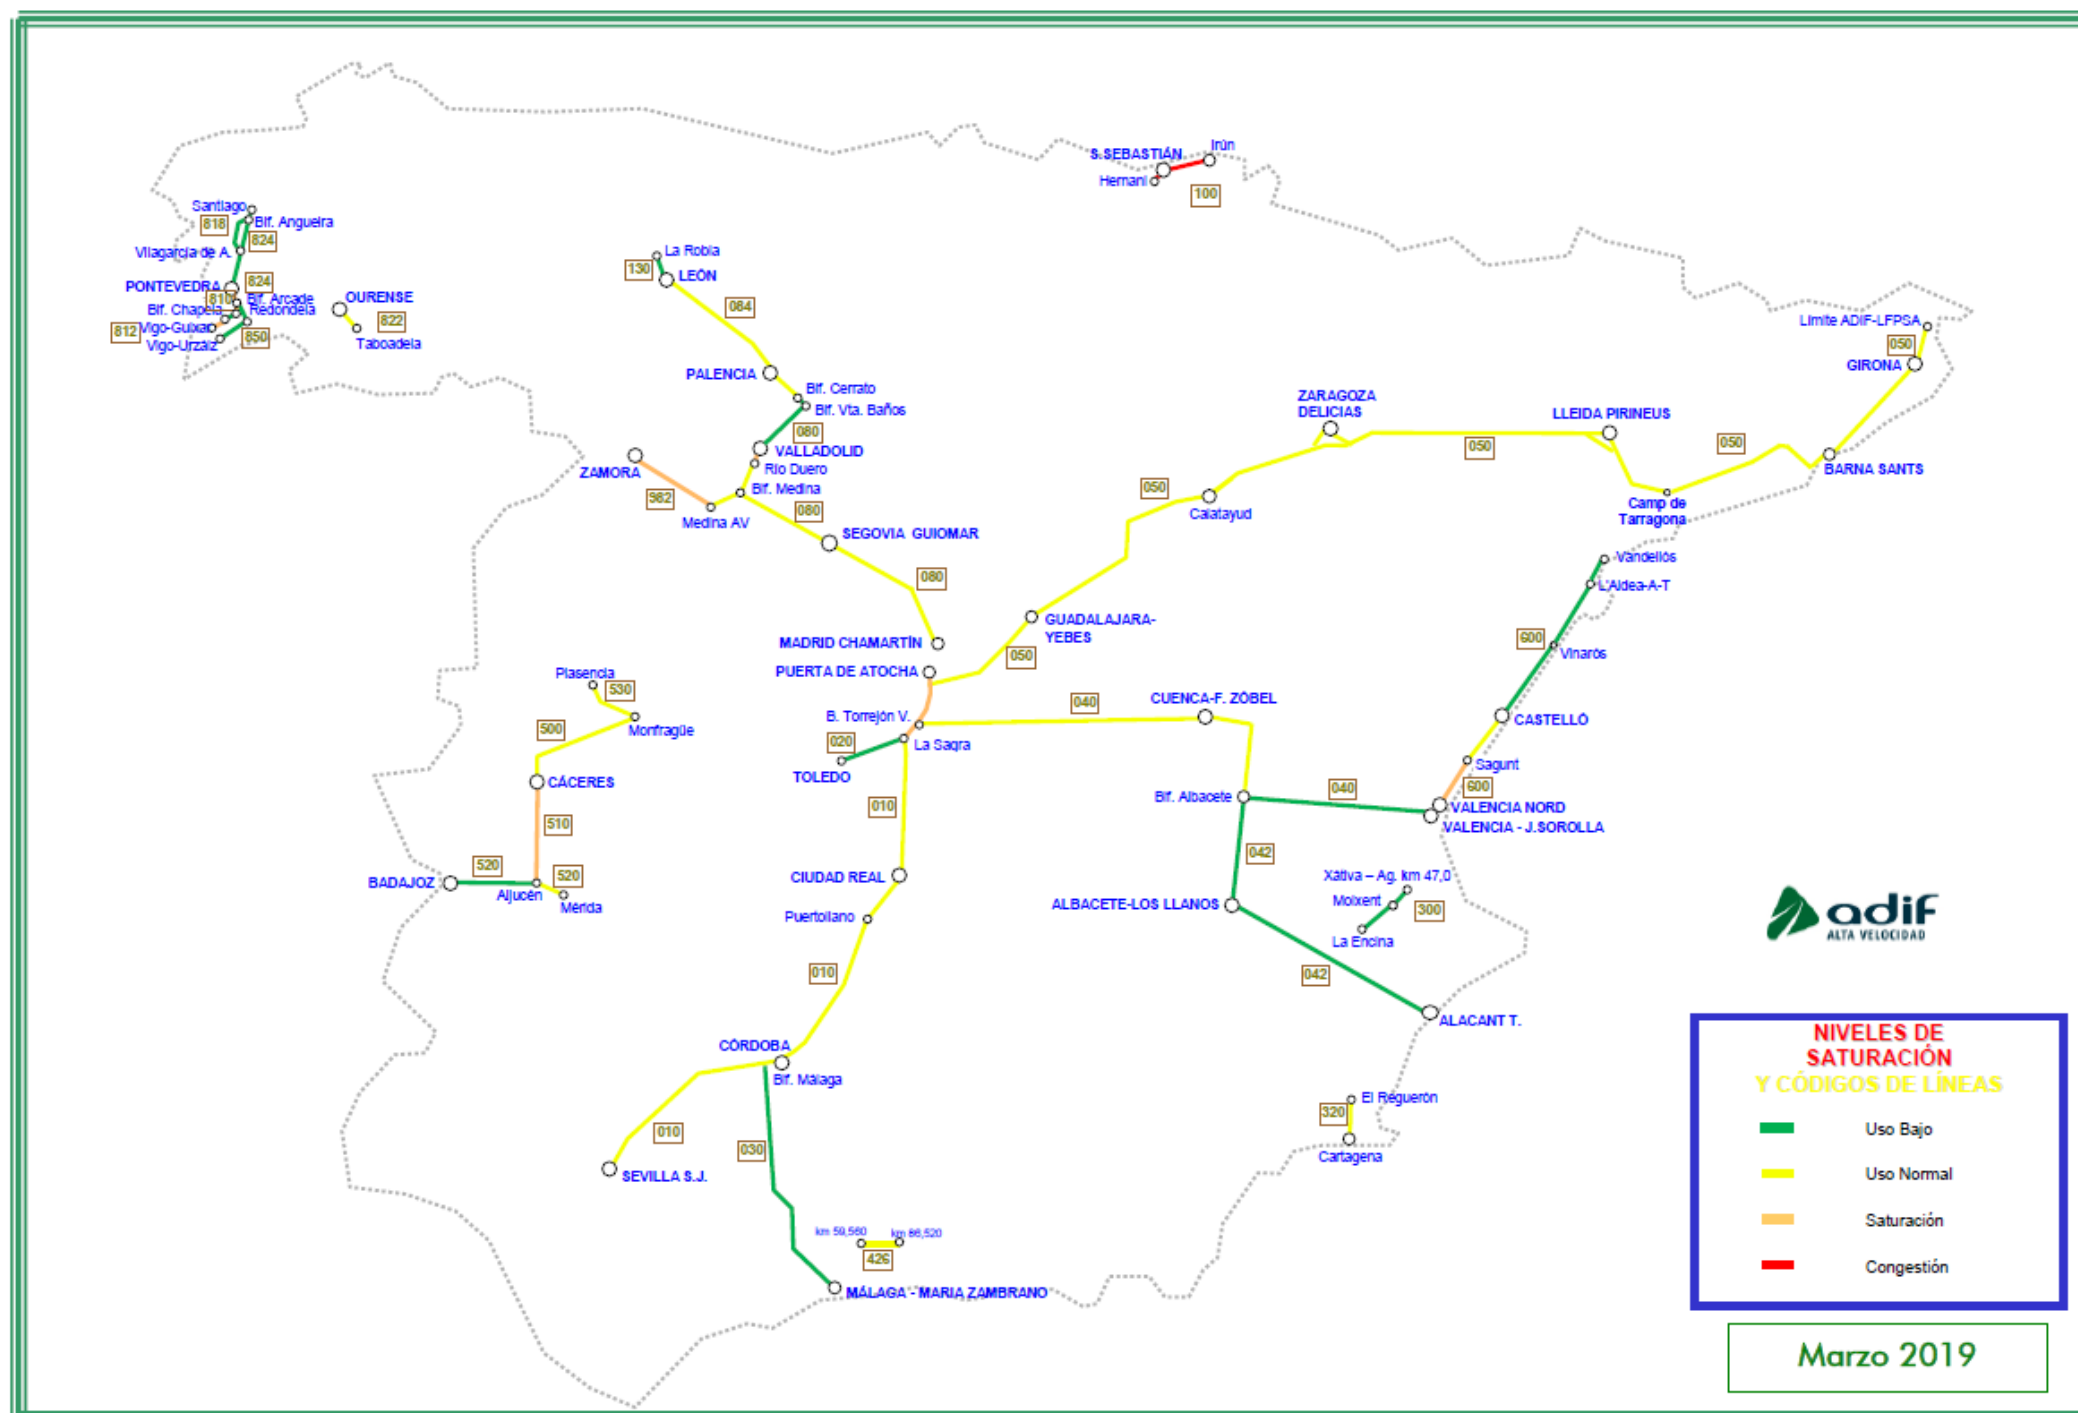 S.SEBASTIÁN
Irún
Hernani
100
Santiago
818
Bif. Angueira
824
Vilagarcía de A.
824
PONTEVEDRA
810
Bif. Arcade
Bif. Chapela
Redondela
812
Vigo-Guixar
Vigo-Urzáiz
850
OURENSE
822
Taboadela
La Robla
130
LEÓN
084
PALENCIA
Bif. Cerrato
Bif. Vta. Baños
080
VALLADOLID
Río Duero
ZAMORA
Bif. Medina
982
Medina AV
080
SEGOVIA GUIOMAR
080
MADRID CHAMARTÍN
PUERTA DE ATOCHA
Límite ADIF-LFPSA
050
GIRONA
ZARAGOZA
DELICIAS
LLEIDA PIRINEUS
050
050
BARNA SANTS
050
Calatayud
Camp de
Tarragona
GUADALAJARA-
YEBES
050
Vandellós
L'Aldea-A-T
600
Vinarós
CASTELLÓ
Sagunt
600
VALENCIA NORD
VALENCIA - J.SOROLLA
Plasencia
530
500
Monfragüe
CÁCERES
510
BADAJOZ
520
520
Aljucén
Mérida
B. Torrejón V.
040
CUENCA-F. ZÓBEL
020
La Sagra
TOLEDO
010
Bif. Albacete
040
042
CIUDAD REAL
Puertollano
ALBACETE-LOS LLANOS
Xátiva – Ag. km 47,0
Moixent
300
La Encina
010
042
ALACANT T.
CÓRDOBA
Bif. Málaga
010
030
SEVILLA S.J.
El Reguerón
320
Cartagena
km 59,560
km 86,520
426
MÁLAGA - MARIA ZAMBRANO
adif
ALTA VELOCIDAD
NIVELES DE
SATURACIÓN
Y CÓDIGOS DE LÍNEAS
Uso Bajo
Uso Normal
Saturación
Congestión
Marzo 2019